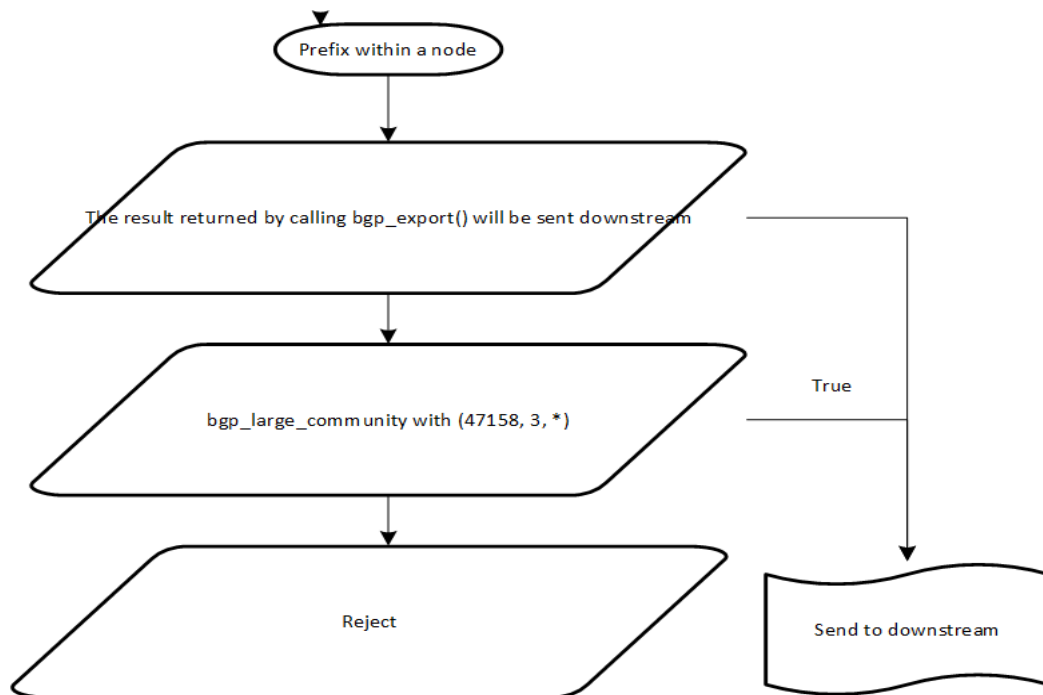 Prefix within a node
The result returned by calling bgp_export() will be sent downstream
True
bgp_large_community with (47158, 3, *)
Reject
Send to downstream